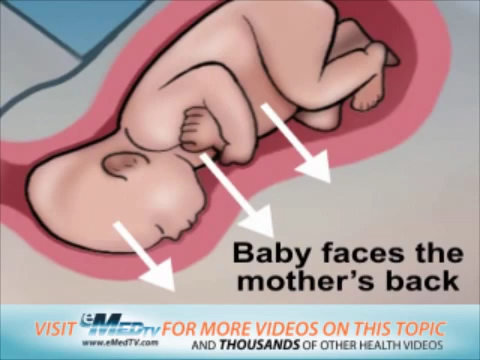 Baby faces the
mother's back
VISIT eMEDTV FOR MORE VIDEOS ON THIS TOPIC
www.eMedTV.com AND THOUSANDS OF OTHER HEALTH VIDEOS